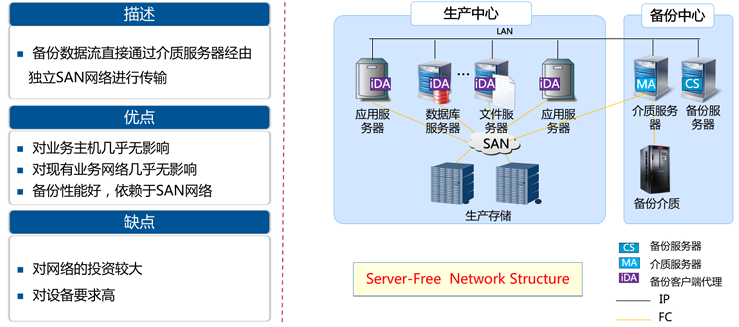 描述
备份数据流直接通过介质服务器经由
独立SAN网络进行传输
优点
对业务主机几乎无影响
对现有业务网络几乎无影响
备份性能好，依赖于SAN网络
缺点
对网络的投资较大
对设备要求高
生产中心
备份中心
LAN
iDA
iDA
...
iDA
iDA
MA
CS
应用服
务器
数据库
服务器
文件服
务器
应用服
务器
介质服务
器
备份服
务器
SAN
生产存储
备份介质
Server-Free Network Structure
CS 备份服务器
MA 介质服务器
iDA 备份客户端代理
IP
FC